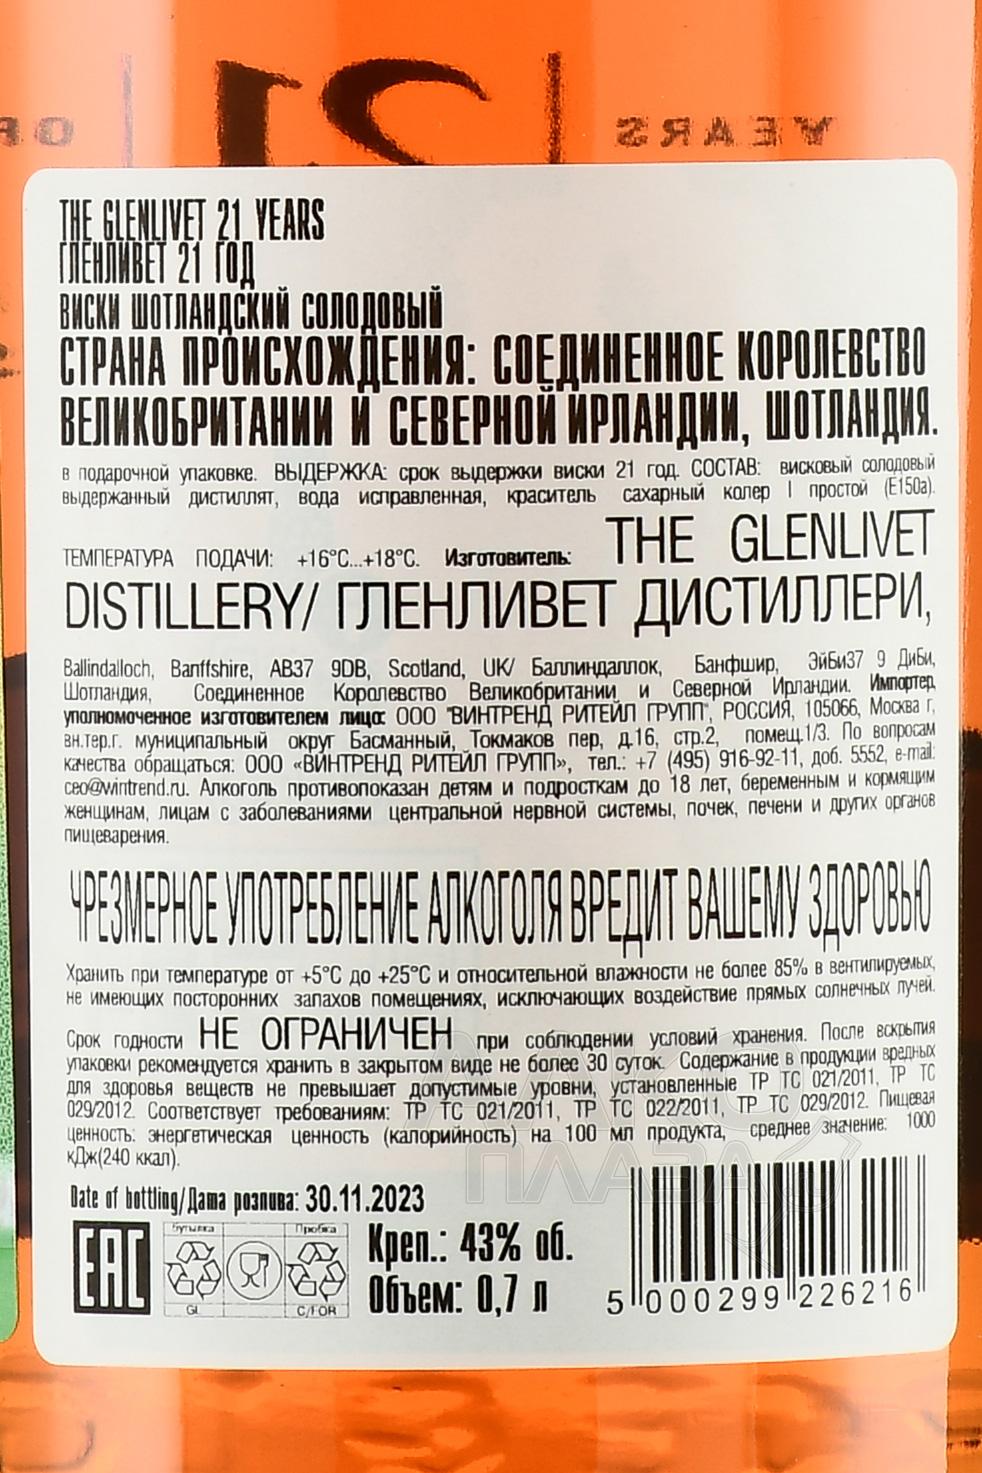 21
YEARS
THE GLENLIVET 21 YEARS
ГЛЕНЛИВЕТ 21 ГОД
ВИСКИ ШОТЛАНДСКИЙ СОЛОДОВЫЙ
СТРАНА ПРОИСХОЖДЕНИЯ: СОЕДИНЕННОЕ КОРОЛЕВСТВО
ВЕЛИКОБРИТАНИИ И СЕВЕРНОЙ ИРЛАНДИИ, ШОТЛАНДИЯ.
в подарочной упаковке. ВЫДЕРЖКА: срок выдержки виски 21 год. СОСТАВ: висковый солодовый
выдержанный дистиллят, вода исправленная, краситель сахарный колер I простой (E150a).
ТЕМПЕРАТУРА ПОДАЧИ: +16°C...+18°C. Изготовитель: THE GLENLIVET
DISTILLERY/ ГЛЕНЛИВЕТ ДИСТИЛЛЕРИ,
Ballindalloch, Banffshire, AB37 9DB, Scotland, UK/ Баллиндаллок, Банфшир, ЭйБи37 9 ДиБи,
Шотландия, Соединенное Королевство Великобритании и Северной Ирландии. Импортер,
уполномоченное изготовителем лицо: ООО "ВИНТРЕНД РИТЕЙЛ ГРУПП", РОССИЯ, 105066, Москва г,
вн.тер.г. муниципальный округ Басманный, Токмаков пер, д.16, стр.2, помещ.1/3. По вопросам
качества обращаться: ООО «ВИНТРЕНД РИТЕЙЛ ГРУПП», тел.: +7 (495) 916-92-11, доб. 5552, e-mail:
ceo@wintrend.ru. Алкоголь противопоказан детям и подросткам до 18 лет, беременным и кормящим
женщинам, лицам с заболеваниями центральной нервной системы, почек, печени и других органов
пищеварения.
ЧРЕЗМЕРНОЕ УПОТРЕБЛЕНИЕ АЛКОГОЛЯ ВРЕДИТ ВАШЕМУ ЗДОРОВЬЮ
Хранить при температуре от +5°C до +25°C и относительной влажности не более 85% в вентилируемых,
не имеющих посторонних запахов помещениях, исключающих воздействие прямых солнечных лучей.
Срок годности НЕ ОГРАНИЧЕН при соблюдении условий хранения. После вскрытия
упаковки рекомендуется хранить в закрытом виде не более 30 суток. Содержание в продукции вредных
для здоровья веществ не превышает допустимые уровни, установленные ТР ТС 021/2011, ТР ТС
029/2012. Соответствует требованиям: ТР ТС 021/2011, ТР ТС 022/2011, ТР ТС 029/2012. Пищевая
ценность: энергетическая ценность (калорийность) на 100 мл продукта, среднее значение: 1000
кДж(240 ккал).
АЛКО
ПЛАЗА
Date of bottling/Дата розлива: 30.11.2023
EAC
Бутылка
GL
Пробка
C/FOR
Креп.: 43% об.
Объем: 0,7 л
5 000299 226216